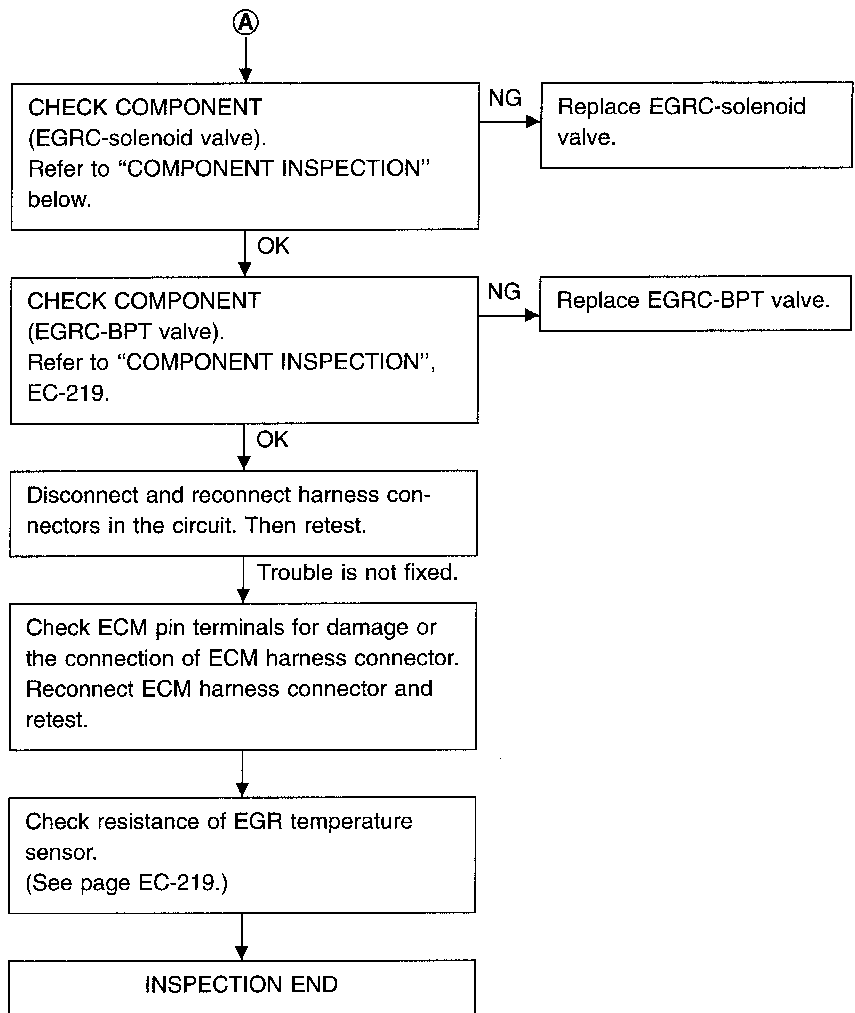 A
CHECK COMPONENT
(EGRC-solenoid valve).
Refer to “COMPONENT INSPECTION”
below.
NG
Replace EGRC-solenoid
valve.
OK
CHECK COMPONENT
(EGRC-BPT valve).
Refer to “COMPONENT INSPECTION”,
EC-219.
NG
Replace EGRC-BPT valve.
OK
Disconnect and reconnect harness con-
nectors in the circuit. Then retest.
Trouble is not fixed.
Check ECM pin terminals for damage or
the connection of ECM harness connector.
Reconnect ECM harness connector and
retest.
Check resistance of EGR temperature
sensor.
(See page EC-219.)
INSPECTION END